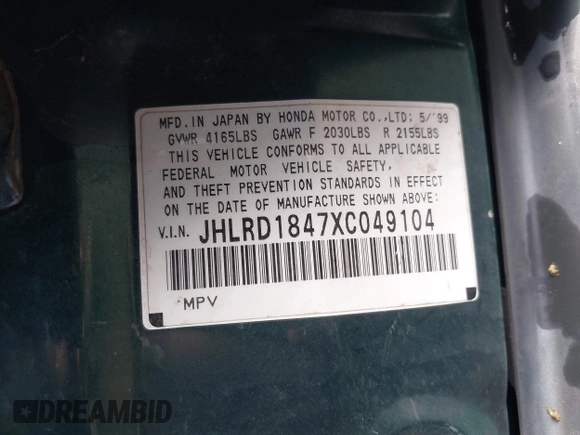 MFD.IN JAPAN BY HONDA MOTOR CO.,LTD: 5/'99
GVWR 4165LBS GAWR F 2030LBS R 2155LBS
THIS VEHICLE CONFORMS TO ALL APPLICABLE
FEDERAL MOTOR VEHICLE SAFETY,
AND THEFT PREVENTION STANDARDS IN EFFECT
ON THE DATE OF MANUFACTURE SHOWN ABOVE:
V.I.N. JHLRD1847XC049104
MPV
DREAMBID